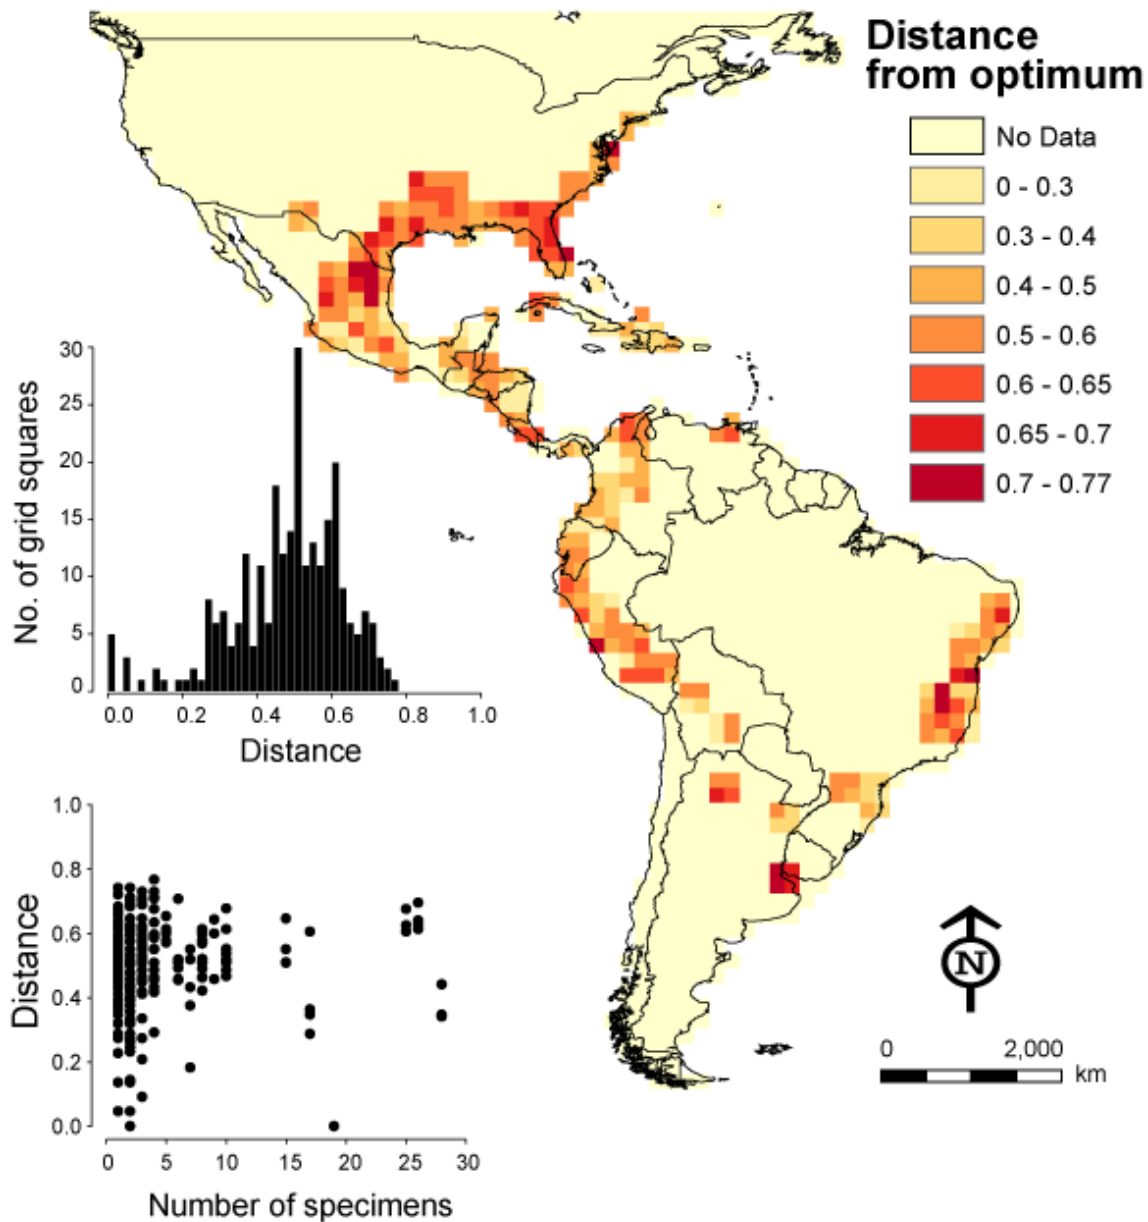 Distance
from optimum
No Data
0 - 0.3
0.3 - 0.4
0.4 - 0.5
0.5 - 0.6
0.6 - 0.65
0.65 - 0.7
0.7 - 0.77
No. of grid squares
30
25
20
15
10
5
0
0.0 0.2 0.4 0.6 0.8 1.0
Distance
Distance
1.0
0.8
0.6
0.4
0.2
0.0
0 5 10 15 20 25 30
Number of specimens
N
0 2,000
km